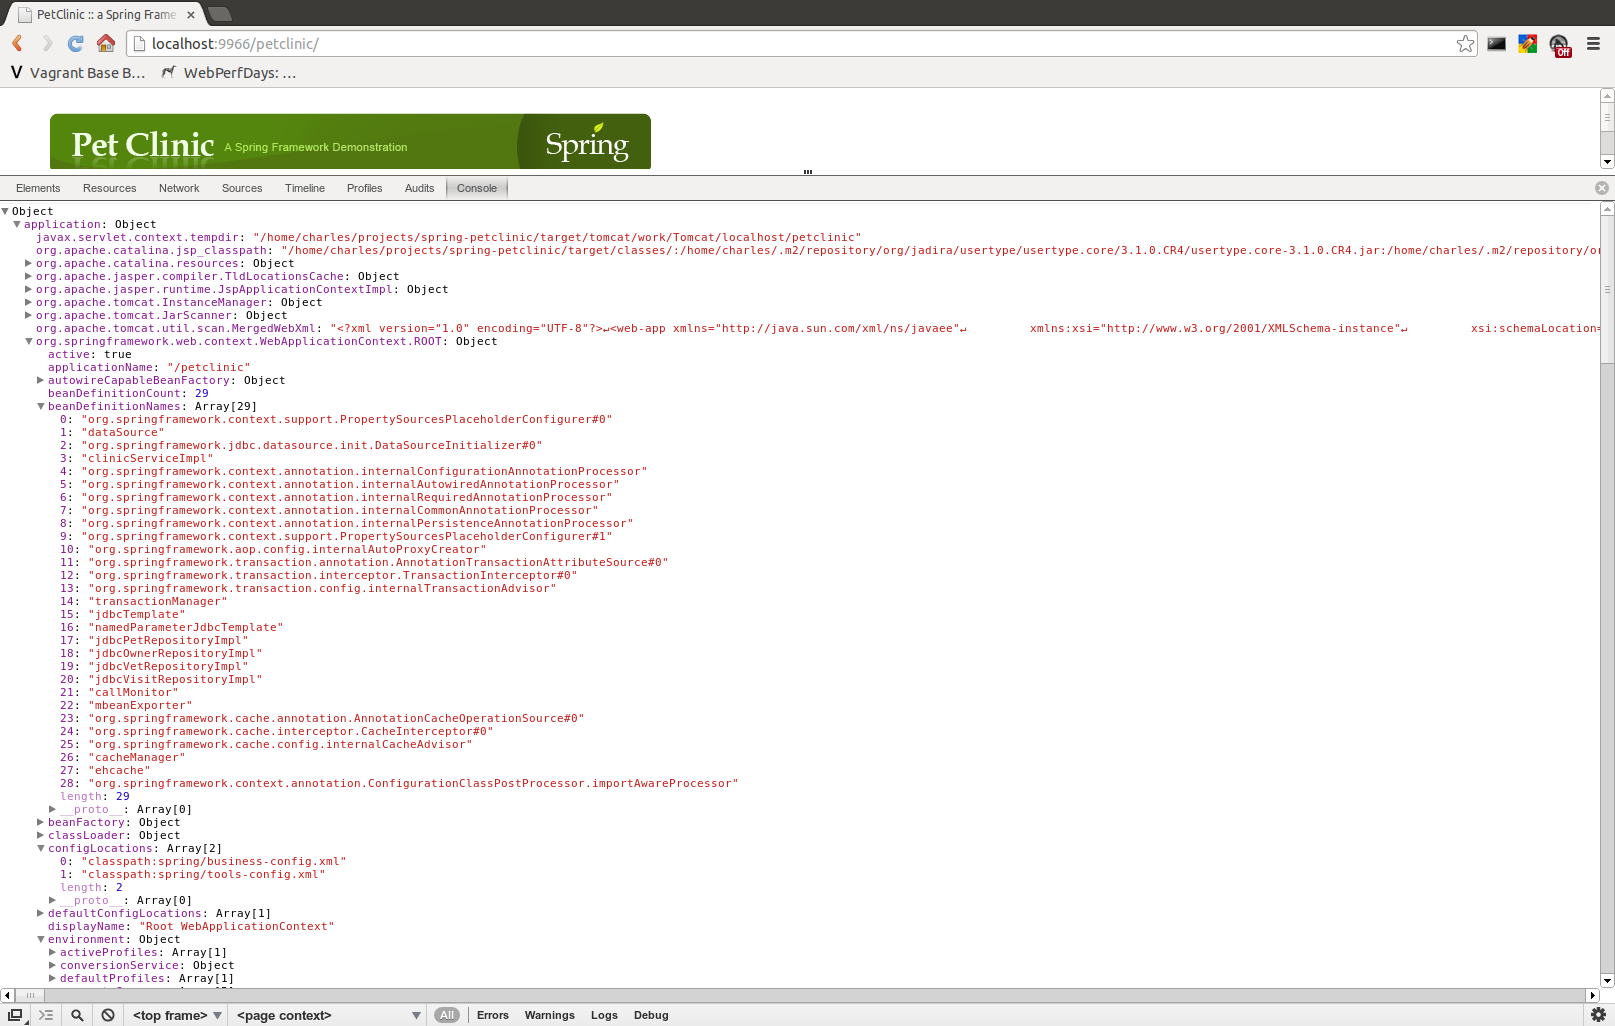 PetClinic :: a Spring Frame
localhost:9966/petclinic/
Off
V Vagrant Base B... WebPerfDays: ...
Pet Clinic A Spring Framework Demonstration Spring
Elements Resources Network Sources Timeline Profiles Audits Console
Object
application: Object
javax.servlet.context.tempdir: "/home/charles/projects/spring-petclinic/target/tomcat/work/Tomcat/localhost/petclinic"
org.apache.catalina.jsp_classpath: "/home/charles/projects/spring-petclinic/target/classes/:/home/charles/.m2/repository/org/jadira/usertype/usertype.core/3.1.0.CR4/usertype.core-3.1.0.CR4.jar:/home/charles/.m2/repository/or
org.apache.catalina.resources: Object
org.apache.jasper.compiler.TldLocationsCache: Object
org.apache.jasper.runtime.JspApplicationContextImpl: Object
org.apache.tomcat.InstanceManager: Object
org.apache.tomcat.JarScanner: Object
org.apache.tomcat.util.scan.MergedWebXml: "<?xml version="1.0" encoding="UTF-8"?>↵<web-app xmlns="http://java.sun.com/xml/ns/javaee"↵ xmlns:xsi="http://www.w3.org/2001/XMLSchema-instance"↵ xsi:schemaLocation=
org.springframework.web.context.WebApplicationContext.ROOT: Object
active: true
applicationName: "/petclinic"
autowireCapableBeanFactory: Object
beanDefinitionCount: 29
beanDefinitionNames: Array[29]
0: "org.springframework.context.support.PropertySourcesPlaceholderConfigurer#0"
1: "dataSource"
2: "org.springframework.jdbc.datasource.init.DataSourceInitializer#0"
3: "clinicServiceImpl"
4: "org.springframework.context.annotation.internalConfigurationAnnotationProcessor"
5: "org.springframework.context.annotation.internalAutowiredAnnotationProcessor"
6: "org.springframework.context.annotation.internalRequiredAnnotationProcessor"
7: "org.springframework.context.annotation.internalCommonAnnotationProcessor"
8: "org.springframework.context.annotation.internalPersistenceAnnotationProcessor"
9: "org.springframework.context.support.PropertySourcesPlaceholderConfigurer#1"
10: "org.springframework.aop.config.internalAutoProxyCreator"
11: "org.springframework.transaction.annotation.AnnotationTransactionAttributeSource#0"
12: "org.springframework.transaction.interceptor.TransactionInterceptor#0"
13: "org.springframework.transaction.config.internalTransactionAdvisor"
14: "transactionManager"
15: "jdbcTemplate"
16: "namedParameterJdbcTemplate"
17: "jdbcPetRepositoryImpl"
18: "jdbcOwnerRepositoryImpl"
19: "jdbcVetRepositoryImpl"
20: "jdbcVisitRepositoryImpl"
21: "callMonitor"
22: "mbeanExporter"
23: "org.springframework.cache.annotation.AnnotationCacheOperationSource#0"
24: "org.springframework.cache.interceptor.CacheInterceptor#0"
25: "org.springframework.cache.config.internalCacheAdvisor"
26: "cacheManager"
27: "ehcache"
28: "org.springframework.context.annotation.ConfigurationClassPostProcessor.importAwareProcessor"
length: 29
__proto__: Array[0]
beanFactory: Object
classLoader: Object
configLocations: Array[2]
0: "classpath:spring/business-config.xml"
1: "classpath:spring/tools-config.xml"
length: 2
__proto__: Array[0]
defaultConfigLocations: Array[1]
displayName: "Root WebApplicationContext"
environment: Object
activeProfiles: Array[1]
conversionService: Object
defaultProfiles: Array[1]
<top frame> <page context> All Errors Warnings Logs Debug